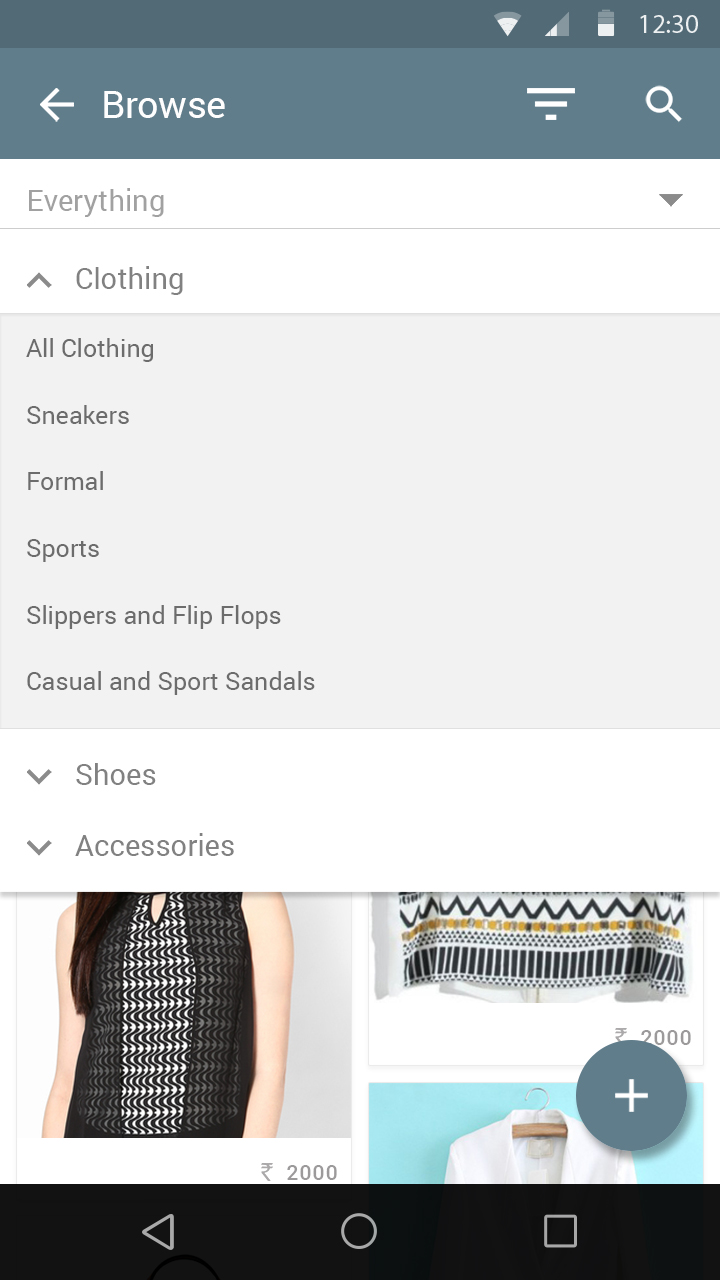 12:30
Browse
Everything
Clothing
All Clothing
Sneakers
Formal
Sports
Slippers and Flip Flops
Casual and Sport Sandals
Shoes
Accessories
₹ 2000
₹ 2000